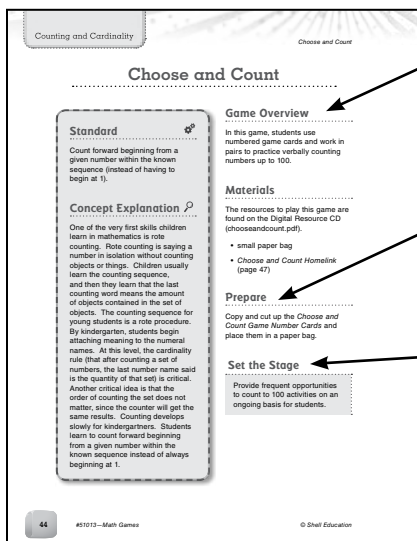 Counting and Cardinality
Choose and Count
Choose and Count
Standard
Count forward beginning from a
given number within the known
sequence (instead of having to
begin at 1).
Concept Explanation
One of the very first skills children
learn in mathematics is rote
counting. Rote counting is saying a
number in isolation without counting
objects or things. Children usually
learn the counting sequence,
and then they learn that the last
counting word means the amount
of objects contained in the set of
objects. The counting sequence for
young students is a rote procedure.
By kindergarten, students begin
attaching meaning to the numeral
names. At this level, the cardinality
rule (that after counting a set of
numbers, the last number name said
is the quantity of that set) is critical.
Another critical idea is that the
order of counting the set does not
matter, since the counter will get the
same results. Counting develops
slowly for kindergartners. Students
learn to count forward beginning
from a given number within the
known sequence instead of always
beginning at 1.
Game Overview
In this game, students use
numbered game cards and work in
pairs to practice verbally counting
numbers up to 100.
Materials
The resources to play this game are
found on the Digital Resource CD
(chooseandcount.pdf).
• small paper bag
• Choose and Count Homelink
(page 47)
Prepare
Copy and cut up the Choose and
Count Game Number Cards and
place them in a paper bag.
Set the Stage
Provide frequent opportunities
to count to 100 activities on an
ongoing basis for students.
44
#51013—Math Games
© Shell Education